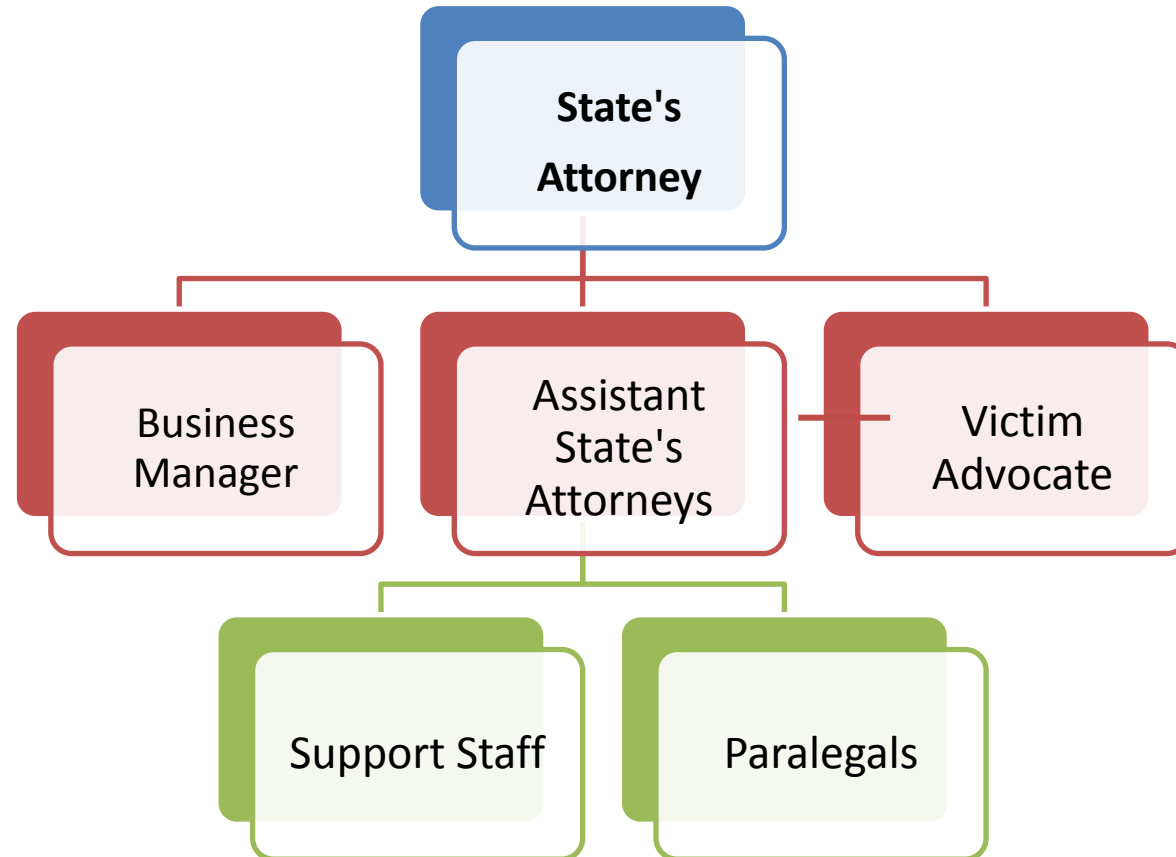 State's
Attorney
Business
Manager
Assistant
State's
Attorneys
Victim
Advocate
Support Staff
Paralegals